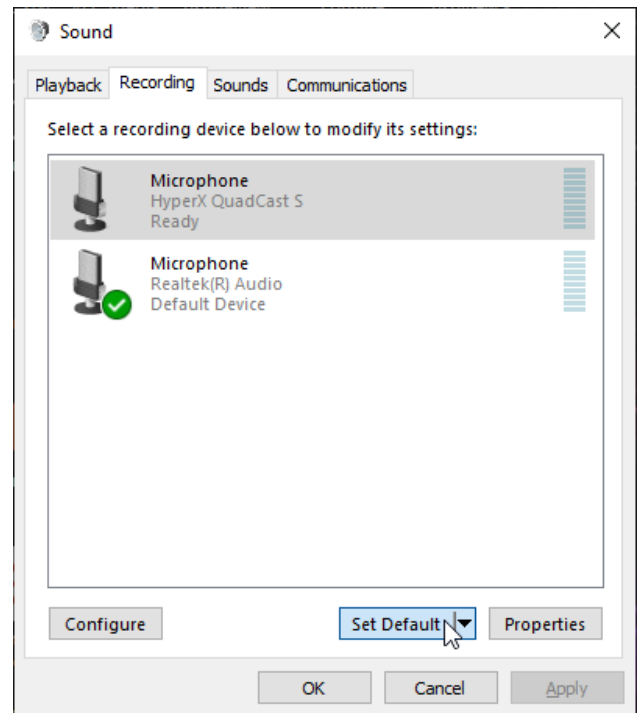 Sound
Playback Recording Sounds Communications
Select a recording device below to modify its settings:
Microphone
HyperX QuadCast S
Ready
Microphone
Realtek(R) Audio
Default Device
Configure Set Default Properties
OK Cancel Apply